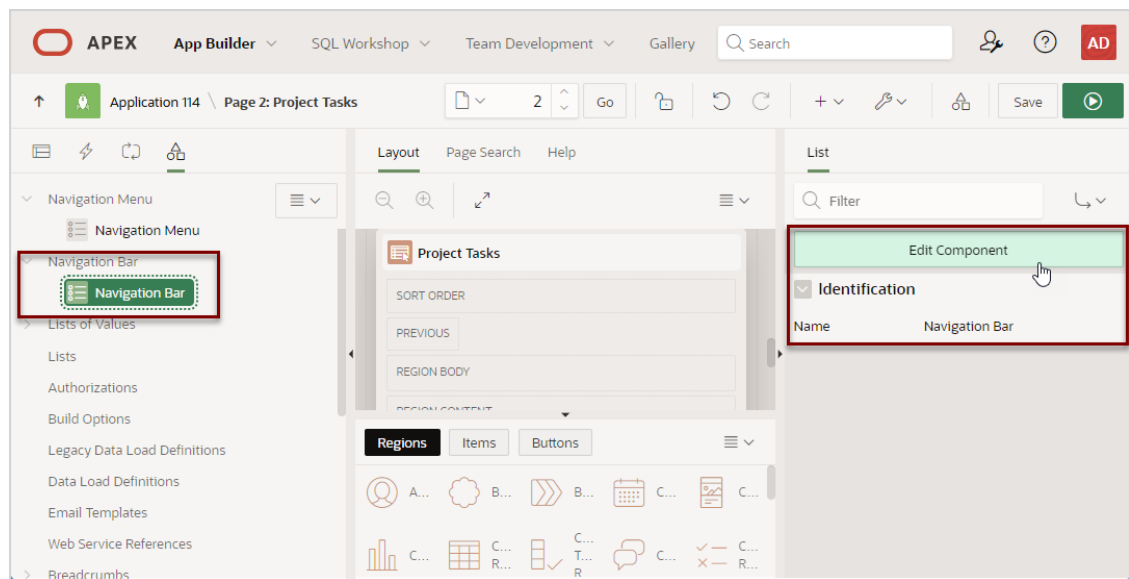 APEX App Builder SQL Workshop Team Development Gallery Search AD
Application 114 \ Page 2: Project Tasks 2 Go Save
Layout Page Search Help
List
Navigation Menu
Navigation Menu
Navigation Bar
Navigation Bar
Lists of Values
Lists
Authorizations
Build Options
Legacy Data Load Definitions
Data Load Definitions
Email Templates
Web Service References
Breadcrumbs
Project Tasks
SORT ORDER
PREVIOUS
REGION BODY
REGION CONTENT
Regions Items Buttons
A... B... B... C... C...
C... C... R... C... T... R C... C... R...
Filter
Edit Component
Identification
Name Navigation Bar